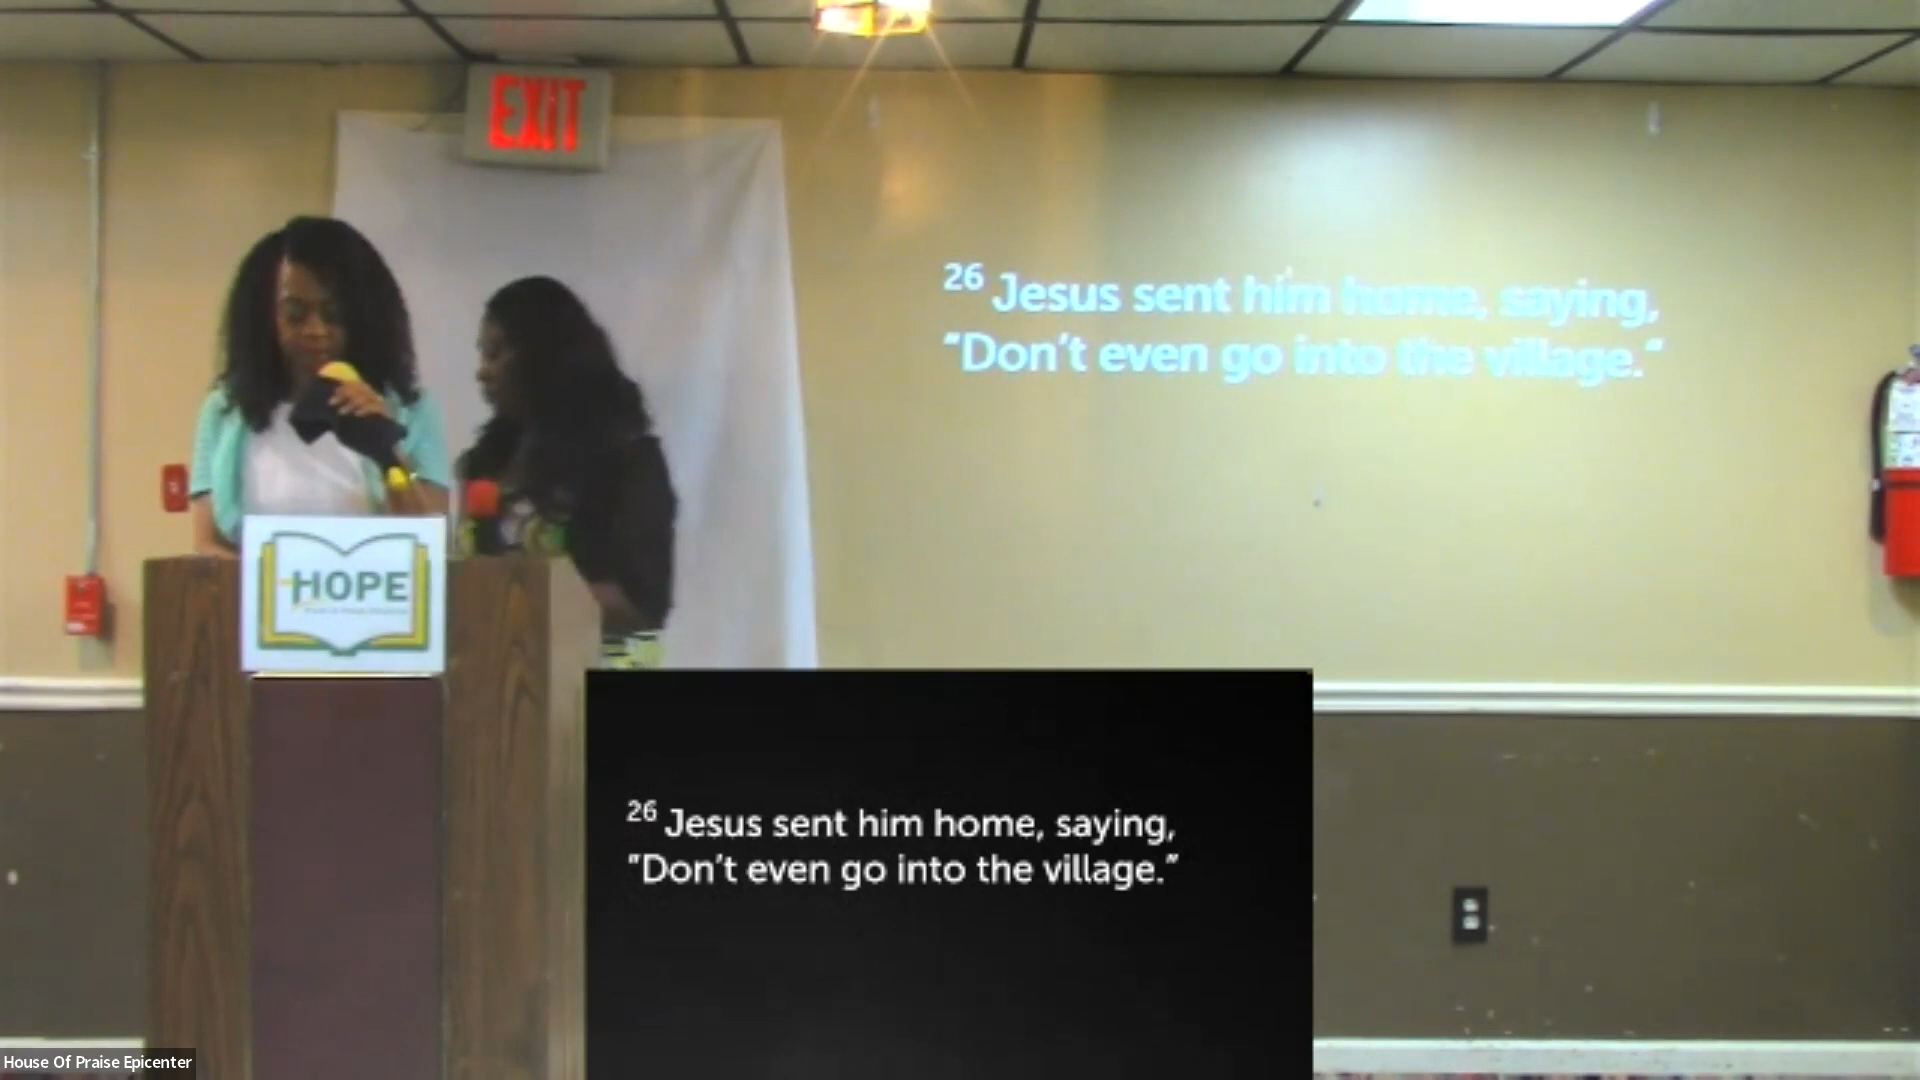 EXIT
26 Jesus sent him home, saying,
"Don't even go into the village."
HOPE
26 Jesus sent him home, saying,
"Don't even go into the village."
House Of Praise Epicenter